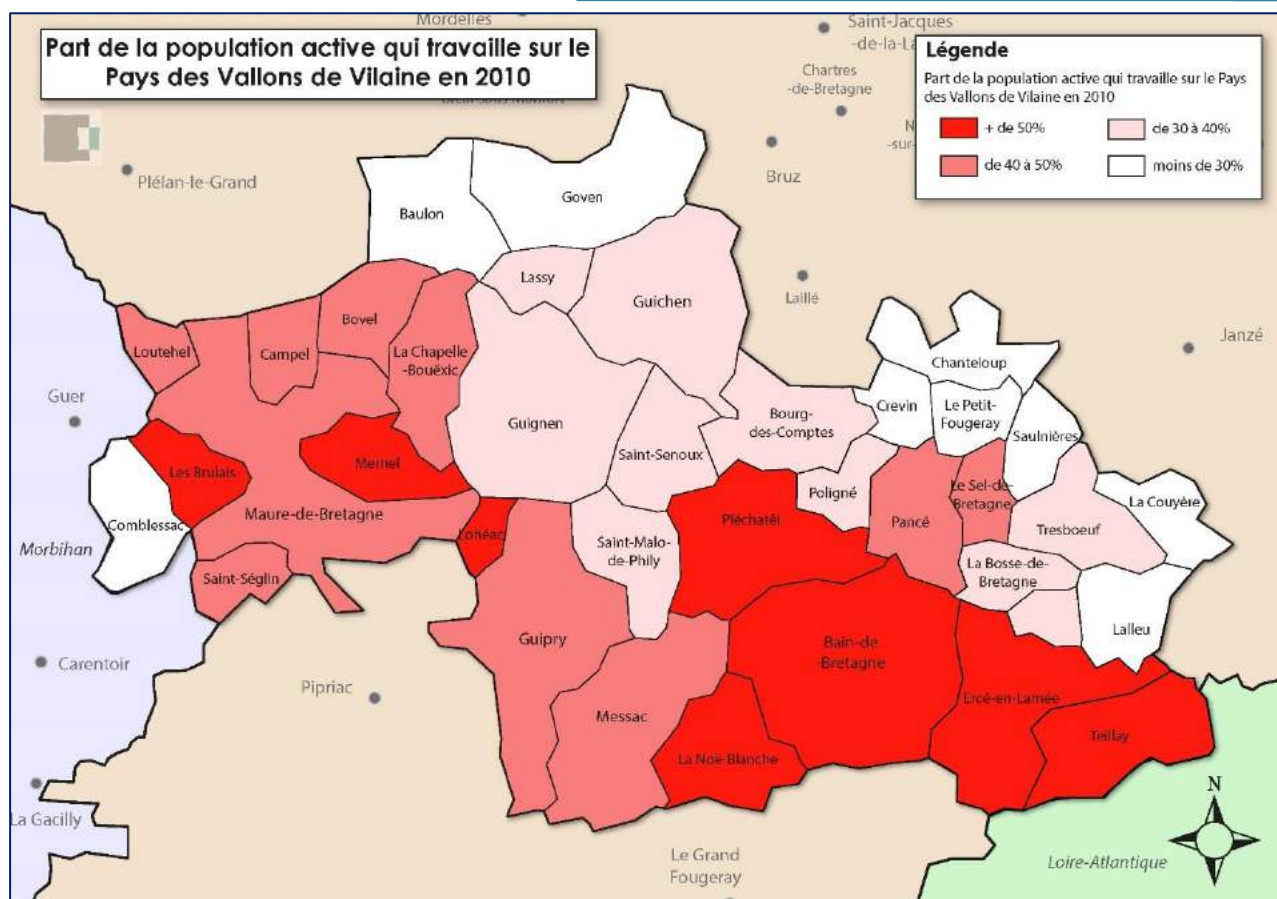 Mordelles
Saint-Jacques
Part de la population active qui travaille sur le
Pays des Vallons de Vilaine en 2010
Chartres
-de-Bretagne
Légende
Part de la population active qui travaille sur le Pays
des Vallons de Vilaine en 2010
+ de 50%
de 30 à 40%
de 40 à 50%
moins de 30%
Plélan-le-Grand
Bruz
Goven
Baulon
Lassy
Guichen
Laillé
Bovel
Janzé
Loutehel
Campel
La Chapelle
-Bouëxic
Chanteloup
Guer
Crevin
Le Petit-
Fougeray
Bourg-
des-Comptes
Guignen
Saulnières
Saint-Senoux
Les Brulais
Mernel
Poligné
Le Sel-de-
Bretagne
La Couyère
Comblessac
Maure-de-Bretagne
Pléchatêl
Pancé
Tresboeuf
Lohéac
Morbihan
Saint-Malo-
de-Phily
La Bosse-de-
Bretagne
Saint-Séglin
Lalleu
Guipry
Bain-de
-Bretagne
Carentoir
Pipriac
Ercé-en-Lamée
Messac
Teillay
La Noë-Blanche
N
La Gacilly
Le Grand
Fougeray
Loire-Atlantique